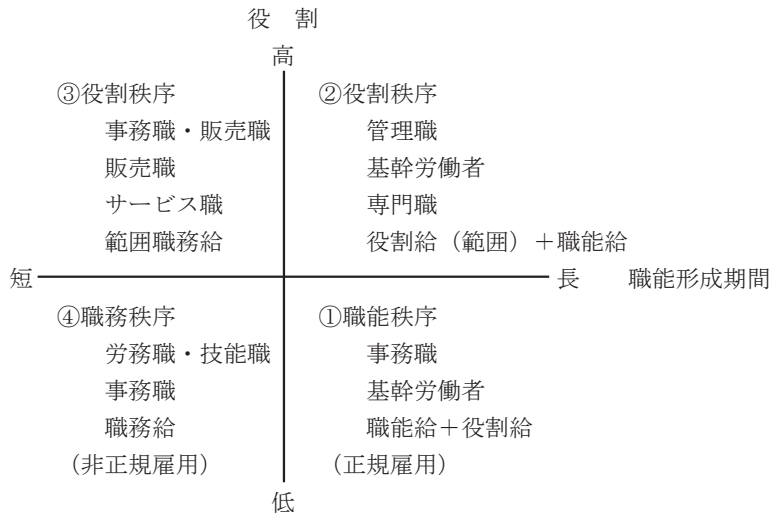 役　割
高
③役割秩序
事務職・販売職
販売職
サービス職
範囲職務給
②役割秩序
管理職
基幹労働者
専門職
役割給（範囲）＋職能給
短
長　職能形成期間
④職務秩序
労務職・技能職
事務職
職務給
（非正規雇用）
①職能秩序
事務職
基幹労働者
職能給＋役割給
（正規雇用）
低